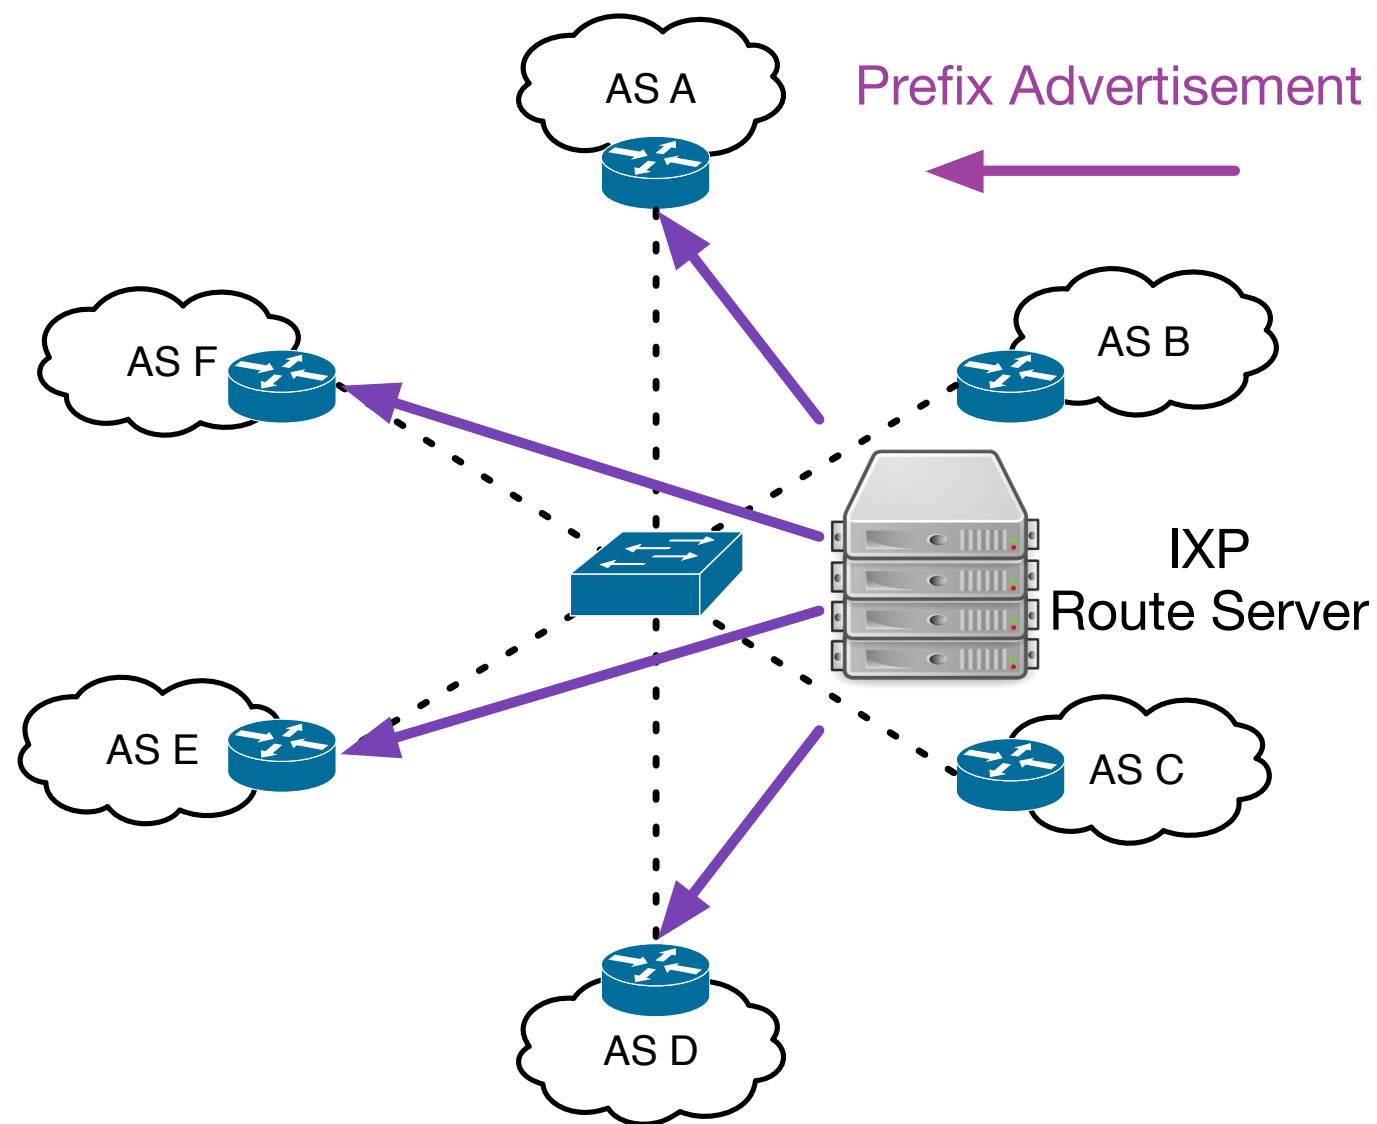 AS A
Prefix Advertisement
AS B
AS F
IXP
Route Server
AS E
AS C
AS D